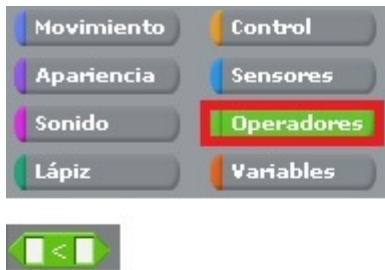 Movimiento Control
Apariencia Sensores
Sonido Operadores
Lápiz Variables
<